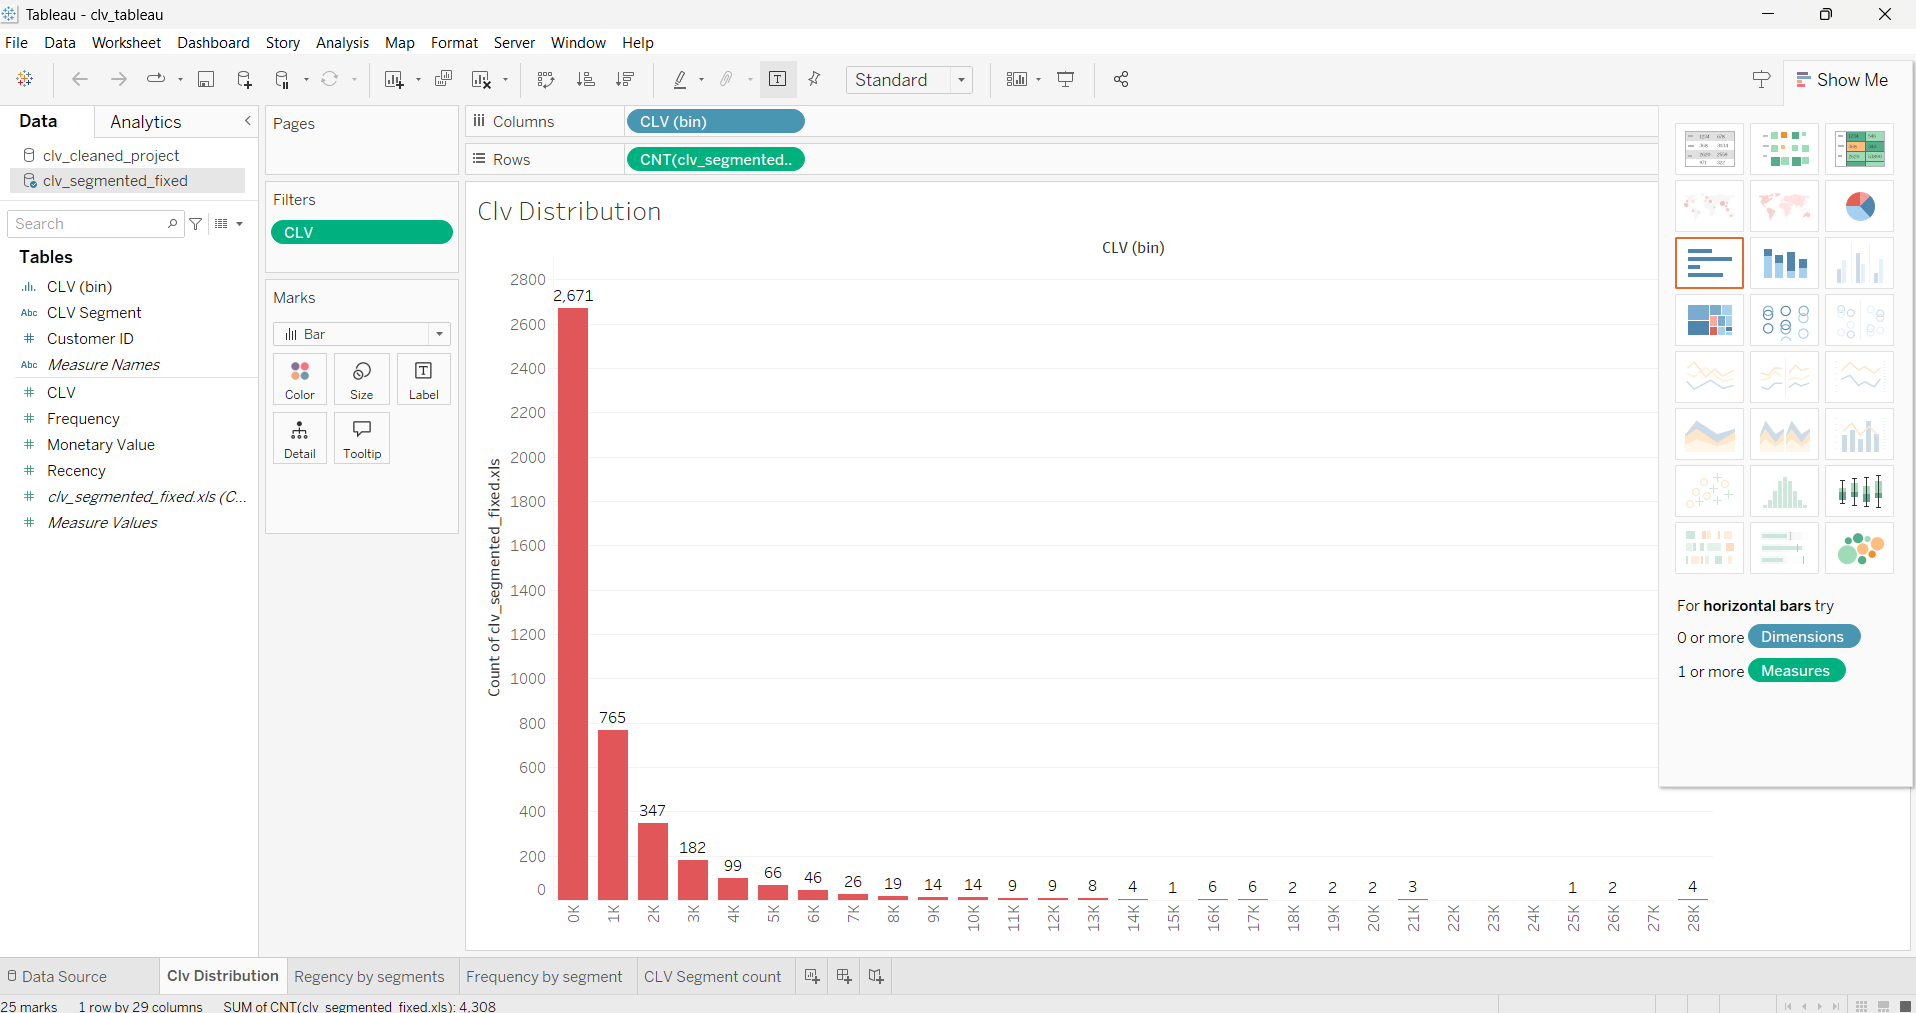 Tableau - clv_tableau
File Data Worksheet Dashboard Story Analysis Map Format Server Window Help
Standard
Show Me
Data Analytics
clv_cleaned_project
clv_segmented_fixed
Search
Tables
CLV (bin)
Abc CLV Segment
Customer ID
Abc Measure Names
CLV
Frequency
Monetary Value
Recency
clv_segmented_fixed.xls (C...
Measure Values
Pages
Filters
CLV
Marks
Bar
Color Size Label
Detail Tooltip
Columns CLV (bin)
Rows CNT(clv_segmented..
Clv Distribution
CLV (bin)
Count of clv_segmented_fixed.xls
2800
2600
2400
2200
2000
1800
1600
1400
1200
1000
800
600
400
200
0
2,671
765
347
182
99
66
46
26
19
14
14
9
9
8
4
1
6
6
2
2
2
3
1
2
4
0K 1K 2K 3K 4K 5K 6K 7K 8K 9K 10K 11K 12K 13K 14K 15K 16K 17K 18K 19K 20K 21K 22K 23K 24K 25K 26K 27K 28K
For horizontal bars try
0 or more Dimensions
1 or more Measures
Data Source Clv Distribution Regency by segments Frequency by segment CLV Segment count
25 marks 1 row by 29 columns SUM of CNT(clv_segmented_fixed.xls): 4,308